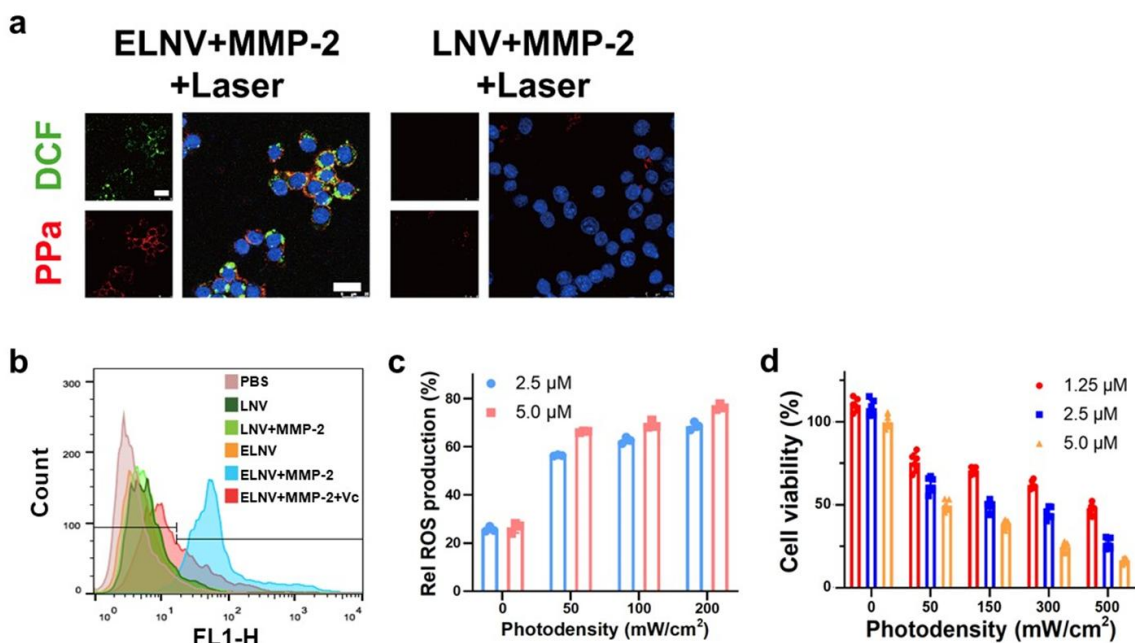 a
ELNV+MMP-2
+Laser
LNV+MMP-2
+Laser
DCF
PPa
b
300
200
100
0
Count
10⁰
10¹
10²
10³
10⁴
FL1-H
PBS
LNV
LNV+MMP-2
ELNV
ELNV+MMP-2
ELNV+MMP-2+Vc
c
Rel ROS production (%)
80
60
40
20
0
2.5 µM
5.0 µM
0
50
100
200
Photodensity (mW/cm²)
d
Cell viability (%)
100
50
0
1.25 µM
2.5 µM
5.0 µM
0
50
150
300
500
Photodensity (mW/cm²)